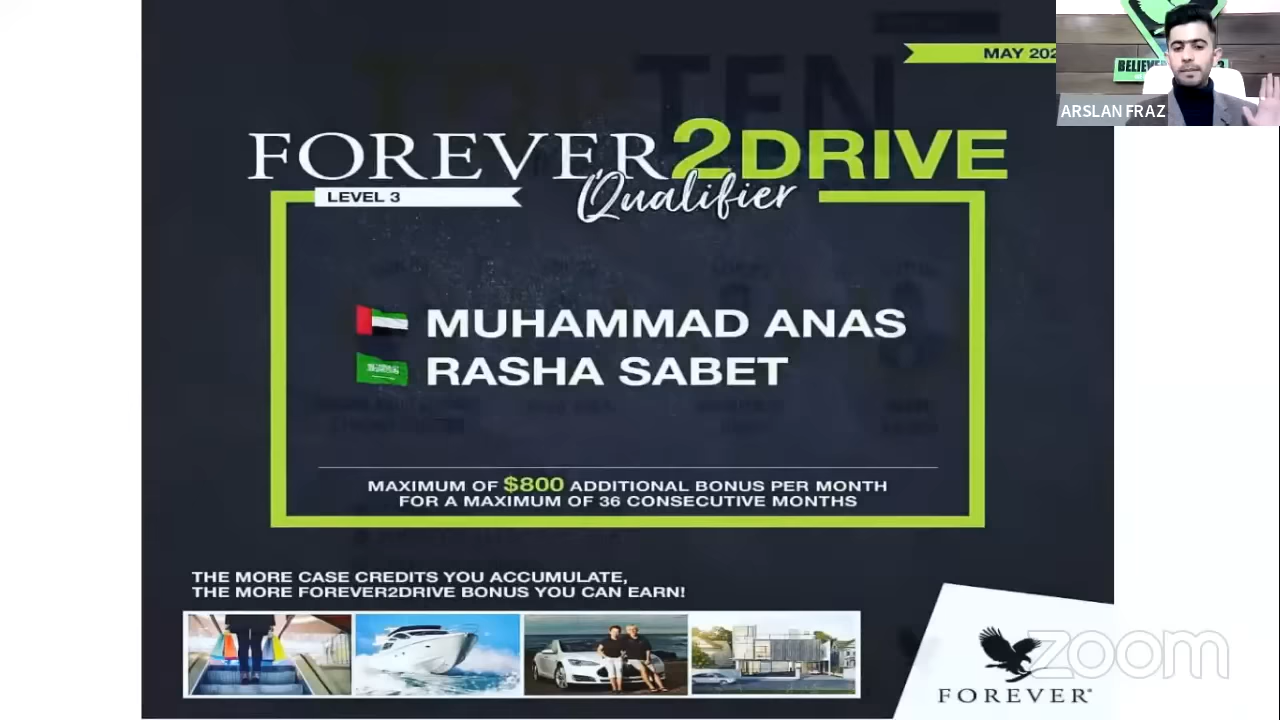 MAY 202
FOREVER2DRIVE
Qualifier
LEVEL 3
MUHAMMAD ANAS
RASHA SABET
MAXIMUM OF $800 ADDITIONAL BONUS PER MONTH
FOR A MAXIMUM OF 36 CONSECUTIVE MONTHS
THE MORE CASE CREDITS YOU ACCUMULATE,
THE MORE FOREVER2DRIVE BONUS YOU CAN EARN!
FOREVER
zoom
ARSLAN FRAZ
TEN